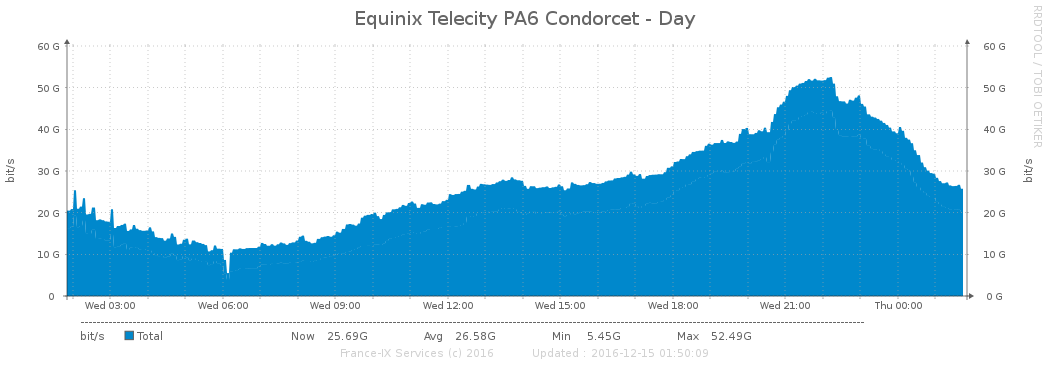 Equinix Telecity PA6 Condorcet - Day
RRDTOOL / TOBI OETIKER
bit/s
60 G
50 G
40 G
30 G
20 G
10 G
0
60 G
50 G
40 G
30 G
20 G
10 G
0 G
bit/s
Wed 03:00 Wed 06:00 Wed 09:00 Wed 12:00 Wed 15:00 Wed 18:00 Wed 21:00 Thu 00:00
bit/s Total Now 25.69G Avg 26.58G Min 5.45G Max 52.49G
France-IX Services (c) 2016 Updated : 2016-12-15 01:50:09